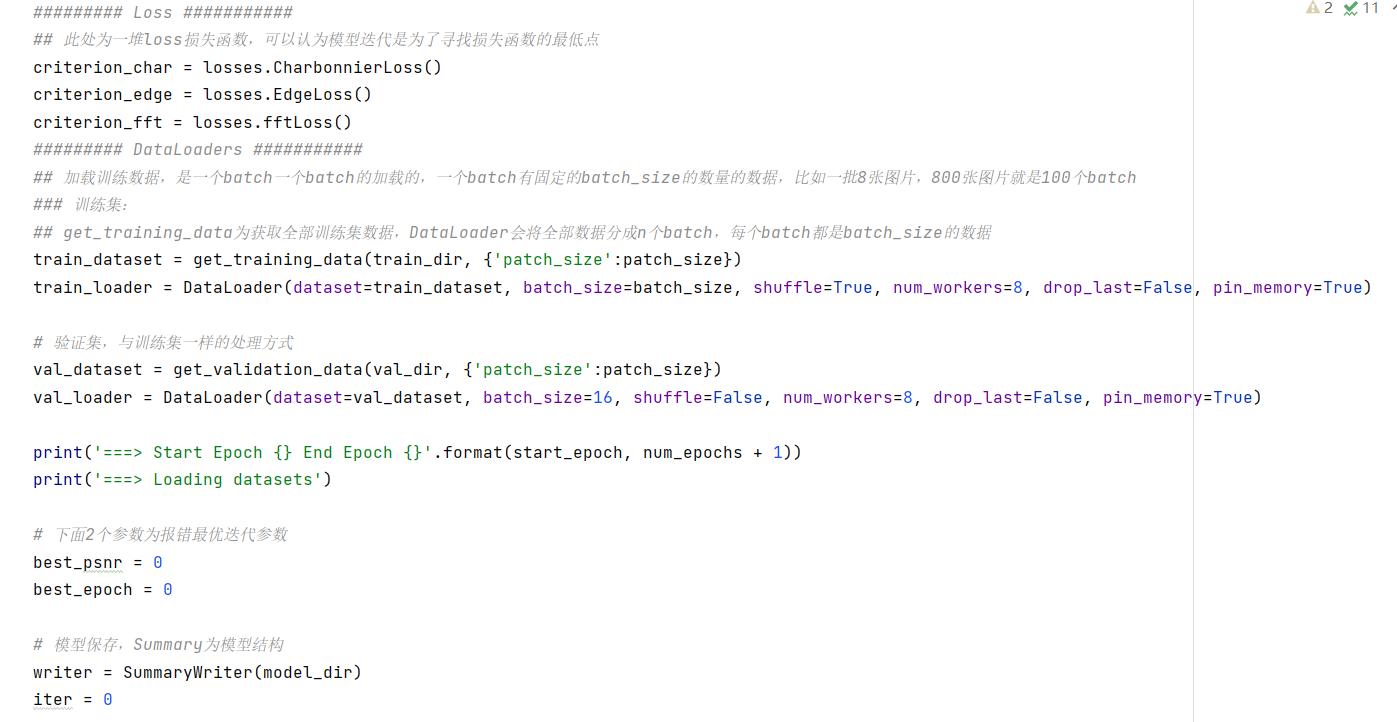 2 11
######### Loss ###########
## 此处为一堆loss损失函数，可以认为模型迭代是为了寻找损失函数的最低点
criterion_char = losses.CharbonnierLoss()
criterion_edge = losses.EdgeLoss()
criterion_fft = losses.fftLoss()
######### DataLoaders ###########
## 加载训练数据，是一个batch一个batch的加载的，一个batch有固定的batch_size的数量的数据，比如一批8张图片，800张图片就是100个batch
### 训练集：
## get_training_data为获取全部训练集数据，DataLoader会将全部数据分成n个batch，每个batch都是batch_size的数据
train_dataset = get_training_data(train_dir, {'patch_size':patch_size})
train_loader = DataLoader(dataset=train_dataset, batch_size=batch_size, shuffle=True, num_workers=8, drop_last=False, pin_memory=True)
# 验证集，与训练集一样的处理方式
val_dataset = get_validation_data(val_dir, {'patch_size':patch_size})
val_loader = DataLoader(dataset=val_dataset, batch_size=16, shuffle=False, num_workers=8, drop_last=False, pin_memory=True)
print('===> Start Epoch {} End Epoch {}'.format(start_epoch, num_epochs + 1))
print('===> Loading datasets')
# 下面2个参数为报错最优迭代参数
best_psnr = 0
best_epoch = 0
# 模型保存，Summary为模型结构
writer = SummaryWriter(model_dir)
iter = 0